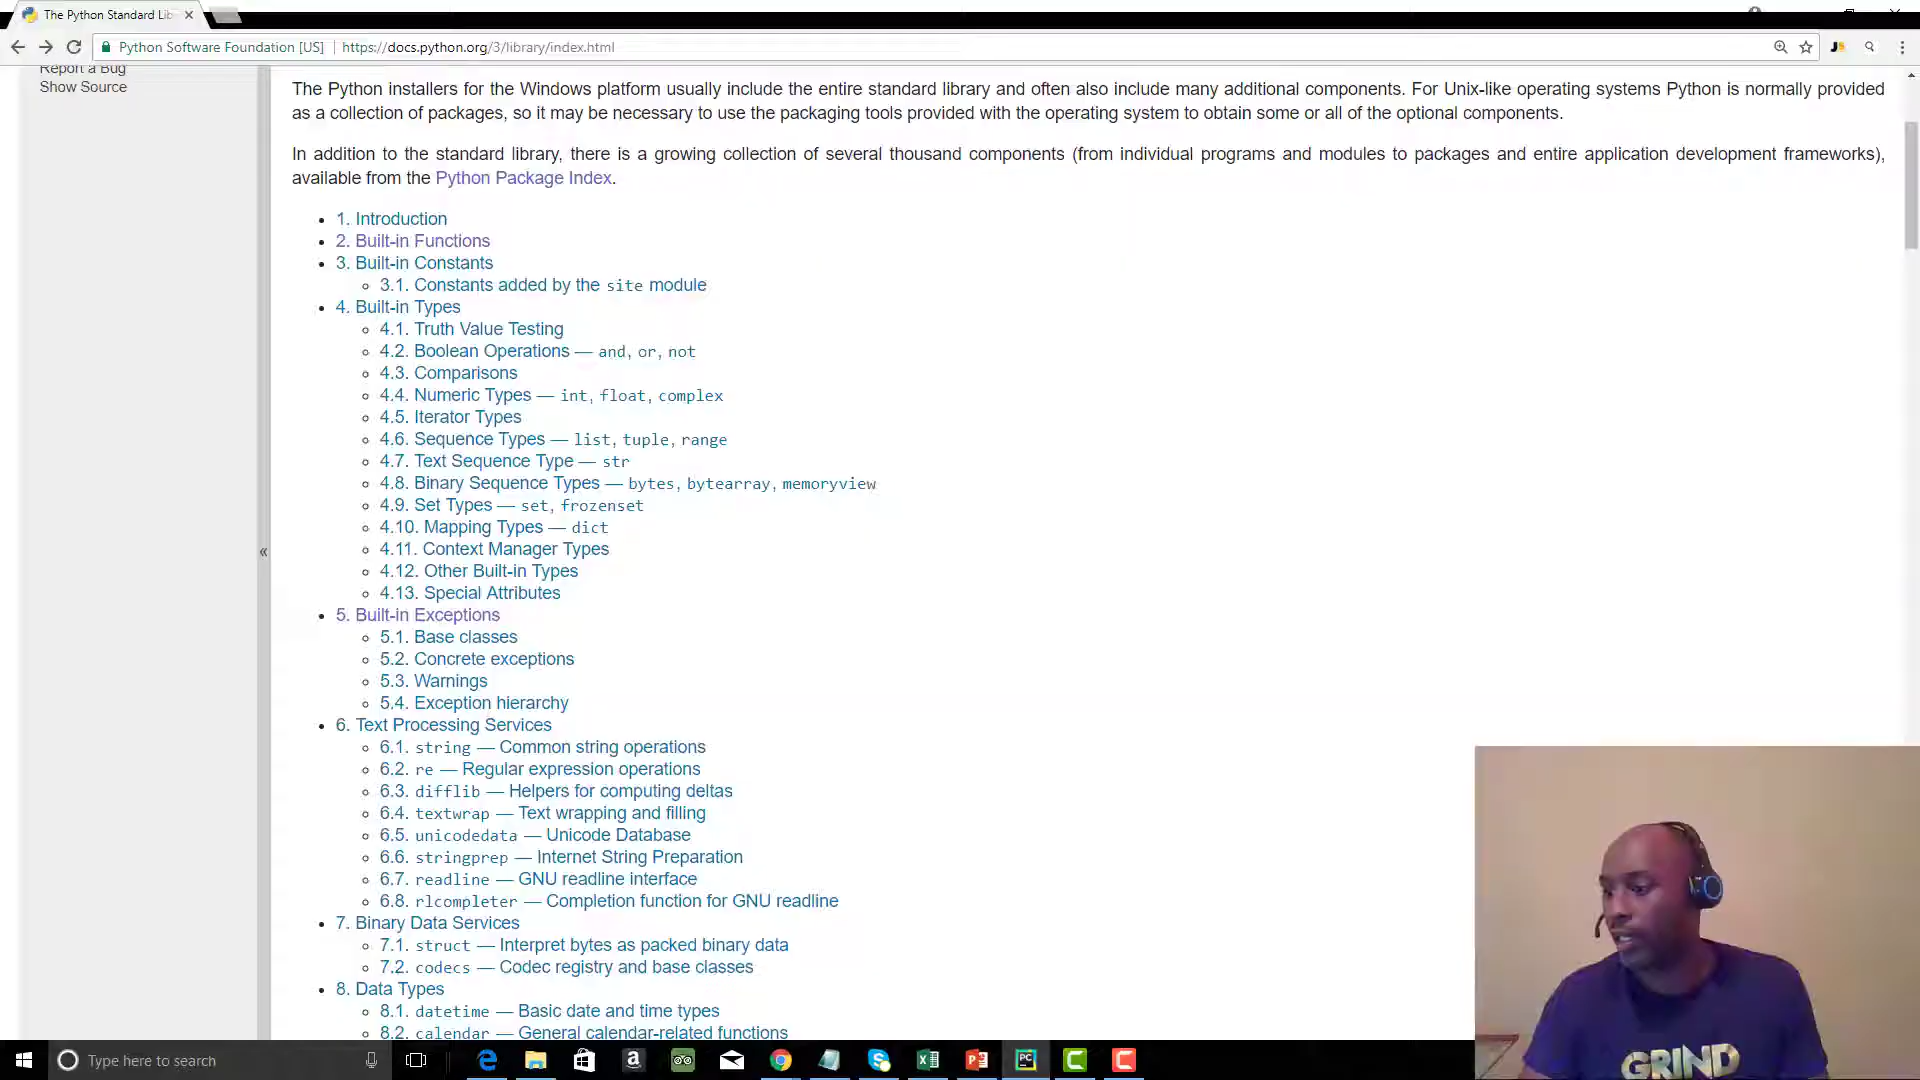 The Python Standard Lib
Python Software Foundation [US] https://docs.python.org/3/library/index.html
Report a Bug
Show Source
The Python installers for the Windows platform usually include the entire standard library and often also include many additional components. For Unix-like operating systems Python is normally provided
as a collection of packages, so it may be necessary to use the packaging tools provided with the operating system to obtain some or all of the optional components.
In addition to the standard library, there is a growing collection of several thousand components (from individual programs and modules to packages and entire application development frameworks),
available from the Python Package Index.
• 1. Introduction
• 2. Built-in Functions
• 3. Built-in Constants
◦ 3.1. Constants added by the site module
• 4. Built-in Types
◦ 4.1. Truth Value Testing
◦ 4.2. Boolean Operations — and, or, not
◦ 4.3. Comparisons
◦ 4.4. Numeric Types — int, float, complex
◦ 4.5. Iterator Types
◦ 4.6. Sequence Types — list, tuple, range
◦ 4.7. Text Sequence Type — str
◦ 4.8. Binary Sequence Types — bytes, bytearray, memoryview
◦ 4.9. Set Types — set, frozenset
◦ 4.10. Mapping Types — dict
◦ 4.11. Context Manager Types
◦ 4.12. Other Built-in Types
◦ 4.13. Special Attributes
• 5. Built-in Exceptions
◦ 5.1. Base classes
◦ 5.2. Concrete exceptions
◦ 5.3. Warnings
◦ 5.4. Exception hierarchy
• 6. Text Processing Services
◦ 6.1. string — Common string operations
◦ 6.2. re — Regular expression operations
◦ 6.3. difflib — Helpers for computing deltas
◦ 6.4. textwrap — Text wrapping and filling
◦ 6.5. unicodedata — Unicode Database
◦ 6.6. stringprep — Internet String Preparation
◦ 6.7. readline — GNU readline interface
◦ 6.8. rlcompleter — Completion function for GNU readline
• 7. Binary Data Services
◦ 7.1. struct — Interpret bytes as packed binary data
◦ 7.2. codecs — Codec registry and base classes
• 8. Data Types
◦ 8.1. datetime — Basic date and time types
◦ 8.2. calendar — General calendar-related functions
GRIND
Type here to search